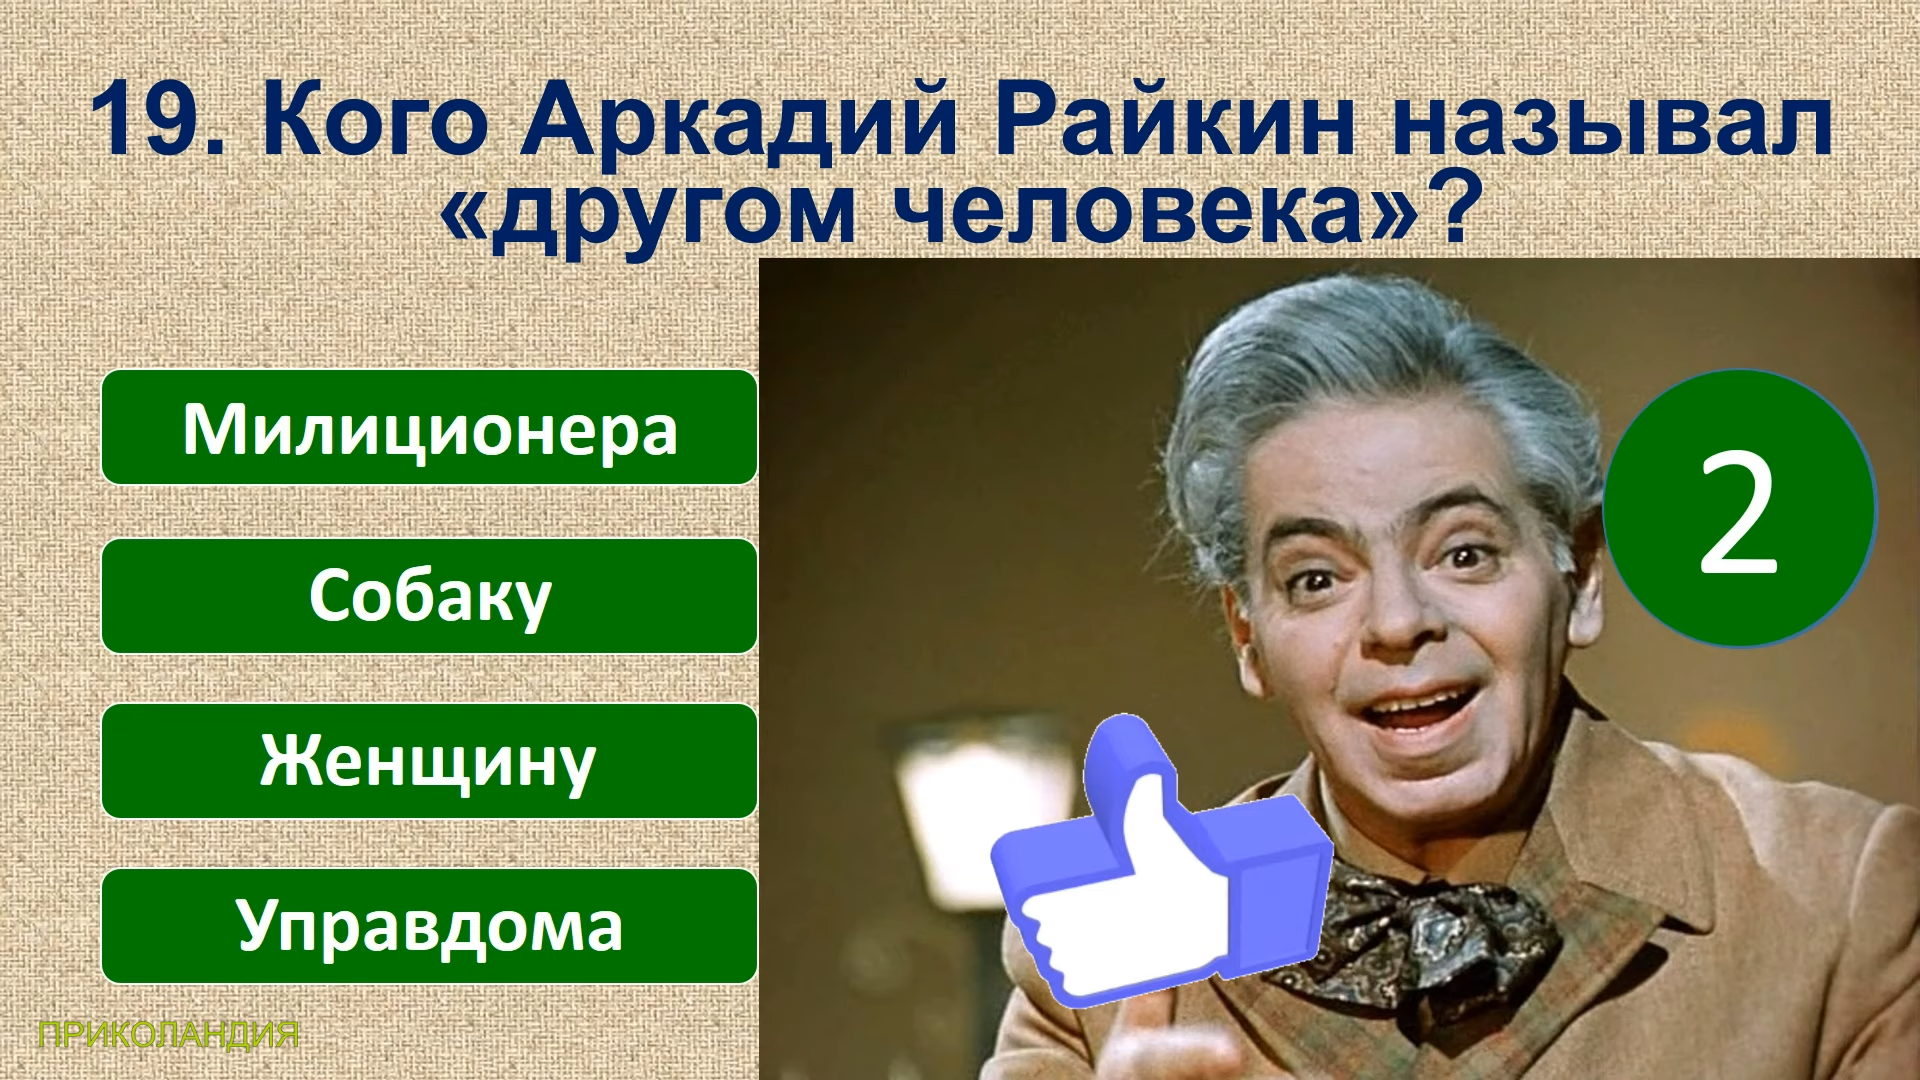 19. Кого Аркадий Райкин называл
«другом человека»?
Милиционера
Собаку
Женщину
Управдома
2
ПРИКОЛАНДИЯ